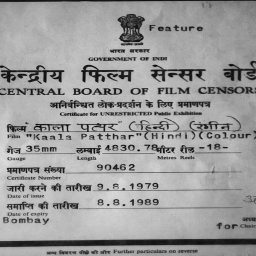 Feature
भारत सरकार
GOVERNMENT OF INDI
केन्द्रीय फिल्म सेन्सर बोर्ड
CENTRAL BOARD OF FILM CENSORS
अनिर्बन्धित लोक-प्रदर्शन के लिए प्रमाणपत्र
Certificate for UNRESTRICTED Public Exhibition
फिल्म काला पत्थर (हिन्दी) (रंगीन)
Film "Kaala Patthar"(Hindi)(Colour)
गेज 35mm लम्बाई 4830.78 मीटर रील -18-
Gauge Length Metres Reels
प्रमाणपत्र संख्या 90462
Certificate Number
जारी करने की तारीख 9.8.1979
Date of issue
समाप्ति की तारीख 8.8.1989
Date of expiry
Bombay
for Chai
Further particulars on